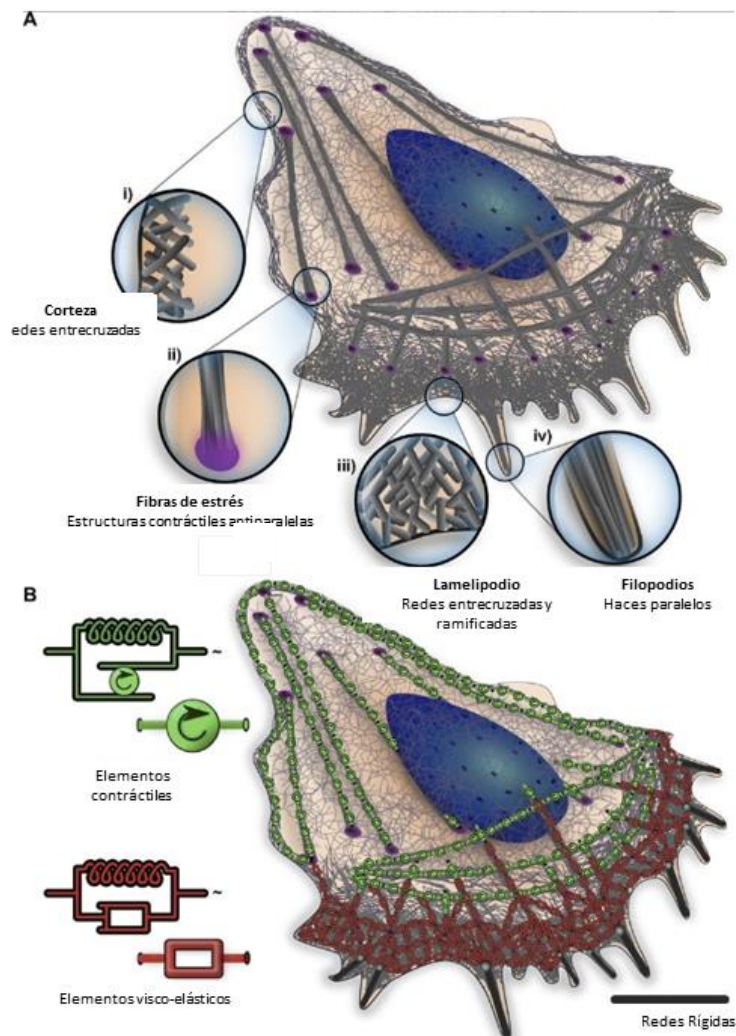 A
i)
Corteza
edes entrecruzadas
ii)
Fibras de estrés
Estructuras contráctiles antiparalelas
iii)
iv)
Lamelipodio
Redes entrecruzadas y
ramificadas
Filopodios
Haces paralelos
B
~
Elementos
contráctiles
~
Elementos visco-elásticos
Redes Rígidas